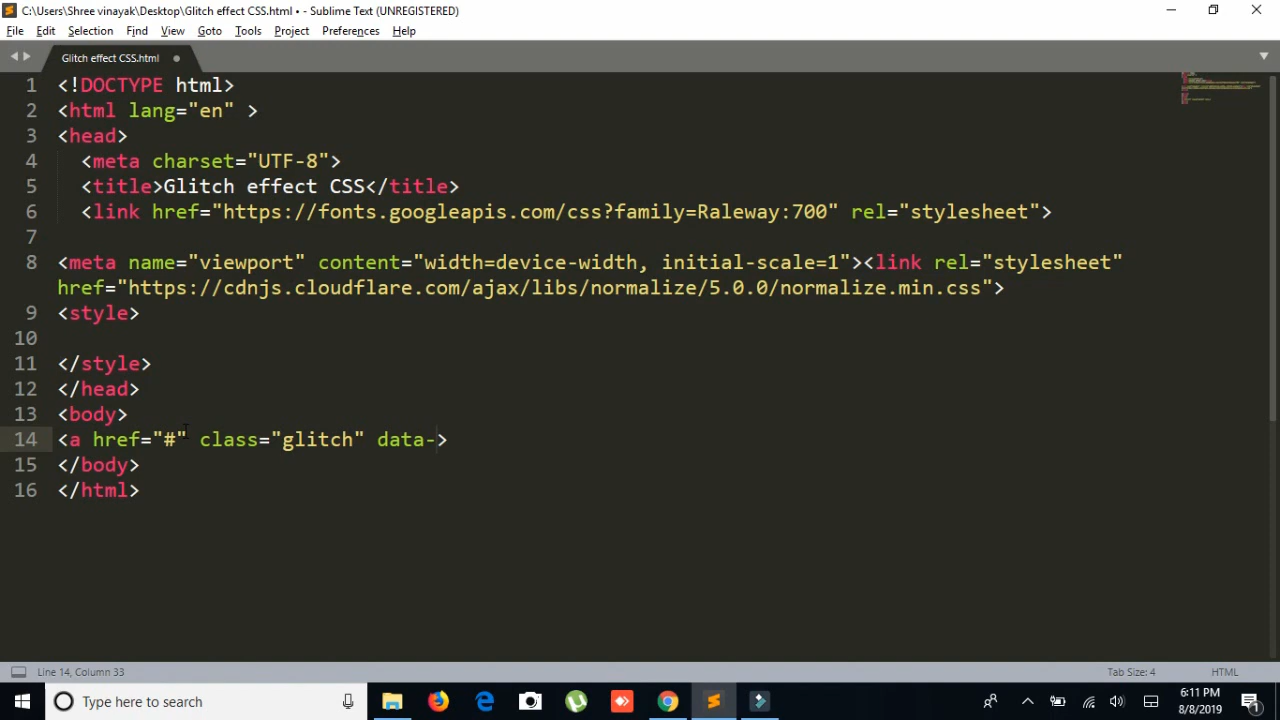 C:\Users\Shree vinayak\Desktop\Glitch effect CSS.html • - Sublime Text (UNREGISTERED)
File Edit Selection Find View Goto Tools Project Preferences Help
Glitch effect CSS.html
1 <!DOCTYPE html>
2 <html lang="en" >
3 <head>
4 <meta charset="UTF-8">
5 <title>Glitch effect CSS</title>
6 <link href="https://fonts.googleapis.com/css?family=Raleway:700" rel="stylesheet">
7
8 <meta name="viewport" content="width=device-width, initial-scale=1"><link rel="stylesheet"
href="https://cdnjs.cloudflare.com/ajax/libs/normalize/5.0.0/normalize.min.css">
9 <style>
10
11 </style>
12 </head>
13 <body>
14 <a href="#" class="glitch" data->
15 </body>
16 </html>
Line 14, Column 33 Tab Size: 4 HTML
Type here to search
6:11 PM
8/8/2019
1